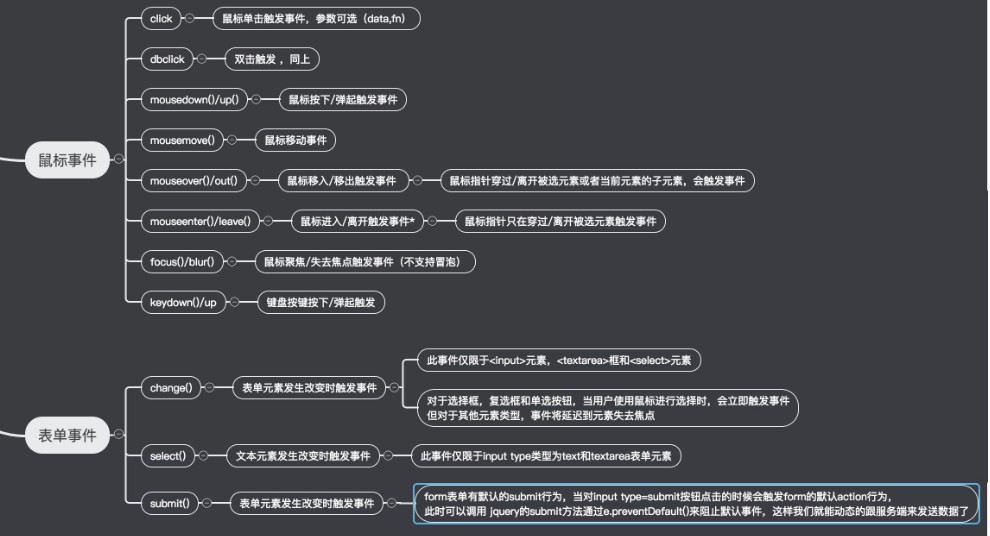 鼠标事件
click
鼠标单击触发事件，参数可选（data,fn）
dbclick
双击触发 ，同上
mousedown()/up()
鼠标按下/弹起触发事件
mousemove()
鼠标移动事件
mouseover()/out()
鼠标移入/移出触发事件
鼠标指针穿过/离开被选元素或者当前元素的子元素，会触发事件
mouseenter()/leave()
鼠标进入/离开触发事件*
鼠标指针只在穿过/离开被选元素触发事件
focus()/blur()
鼠标聚焦/失去焦点触发事件（不支持冒泡）
keydown()/up
键盘按键按下/弹起触发
表单事件
change()
表单元素发生改变时触发事件
此事件仅限于<input>元素，<textarea>框和<select>元素
对于选择框，复选框和单选按钮，当用户使用鼠标进行选择时，会立即触发事件
但对于其他元素类型，事件将延迟到元素失去焦点
select()
文本元素发生改变时触发事件
此事件仅限于input type类型为text和textarea表单元素
submit()
表单元素发生改变时触发事件
form表单有默认的submit行为，当对input type=submit按钮点击的时候会触发form的默认action行为，
此时可以调用 jquery的submit方法通过e.preventDefault()来阻止默认事件，这样我们就能动态的跟服务端来发送数据了